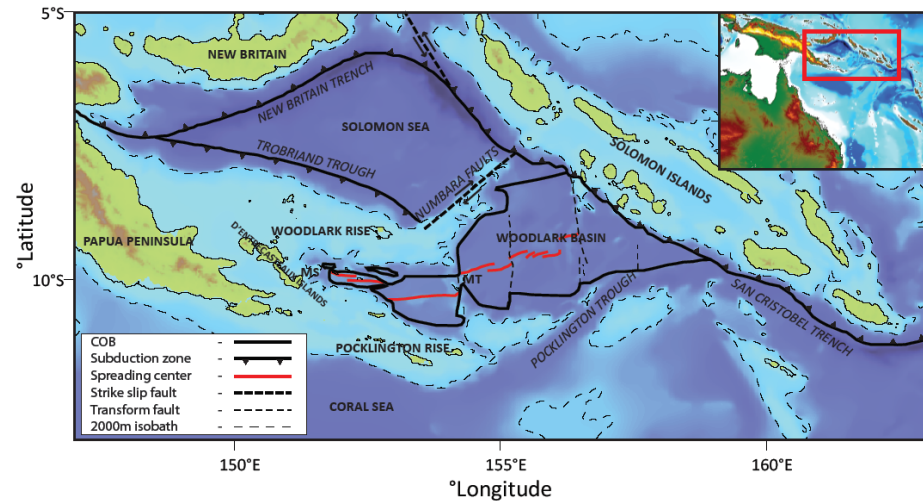 5°S
NEW BRITAIN
NEW BRITAIN TRENCH
SOLOMON SEA
TROBRIAND TROUGH
NUMBARA FAULTS
SOLOMON ISLANDS
°Latitude
PAPUA PENINSULA
D'ENTRECASTEAUX ISLANDS
WOODLARK RISE
WOODLARK BASIN
10°S
MS
MT
POCKLINGTON TROUGH
SAN CRISTOBEL TRENCH
POCKLINGTON RISE
CORAL SEA
COB -
Subduction zone -
Spreading center -
Strike slip fault -
Transform fault -
2000m isobath -
150°E
155°E
160°E
°Longitude